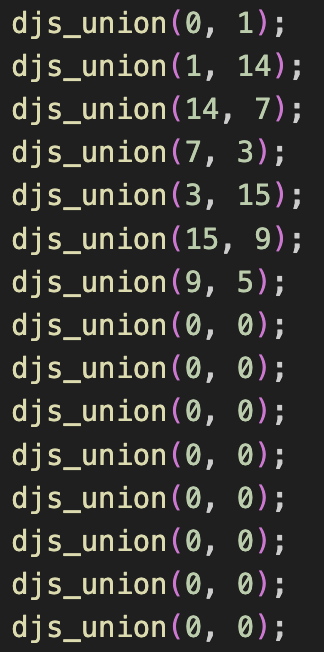 djs_union(0, 1);
djs_union(1, 14);
djs_union(14, 7);
djs_union(7, 3);
djs_union(3, 15);
djs_union(15, 9);
djs_union(9, 5);
djs_union(0, 0);
djs_union(0, 0);
djs_union(0, 0);
djs_union(0, 0);
djs_union(0, 0);
djs_union(0, 0);
djs_union(0, 0);
djs_union(0, 0);